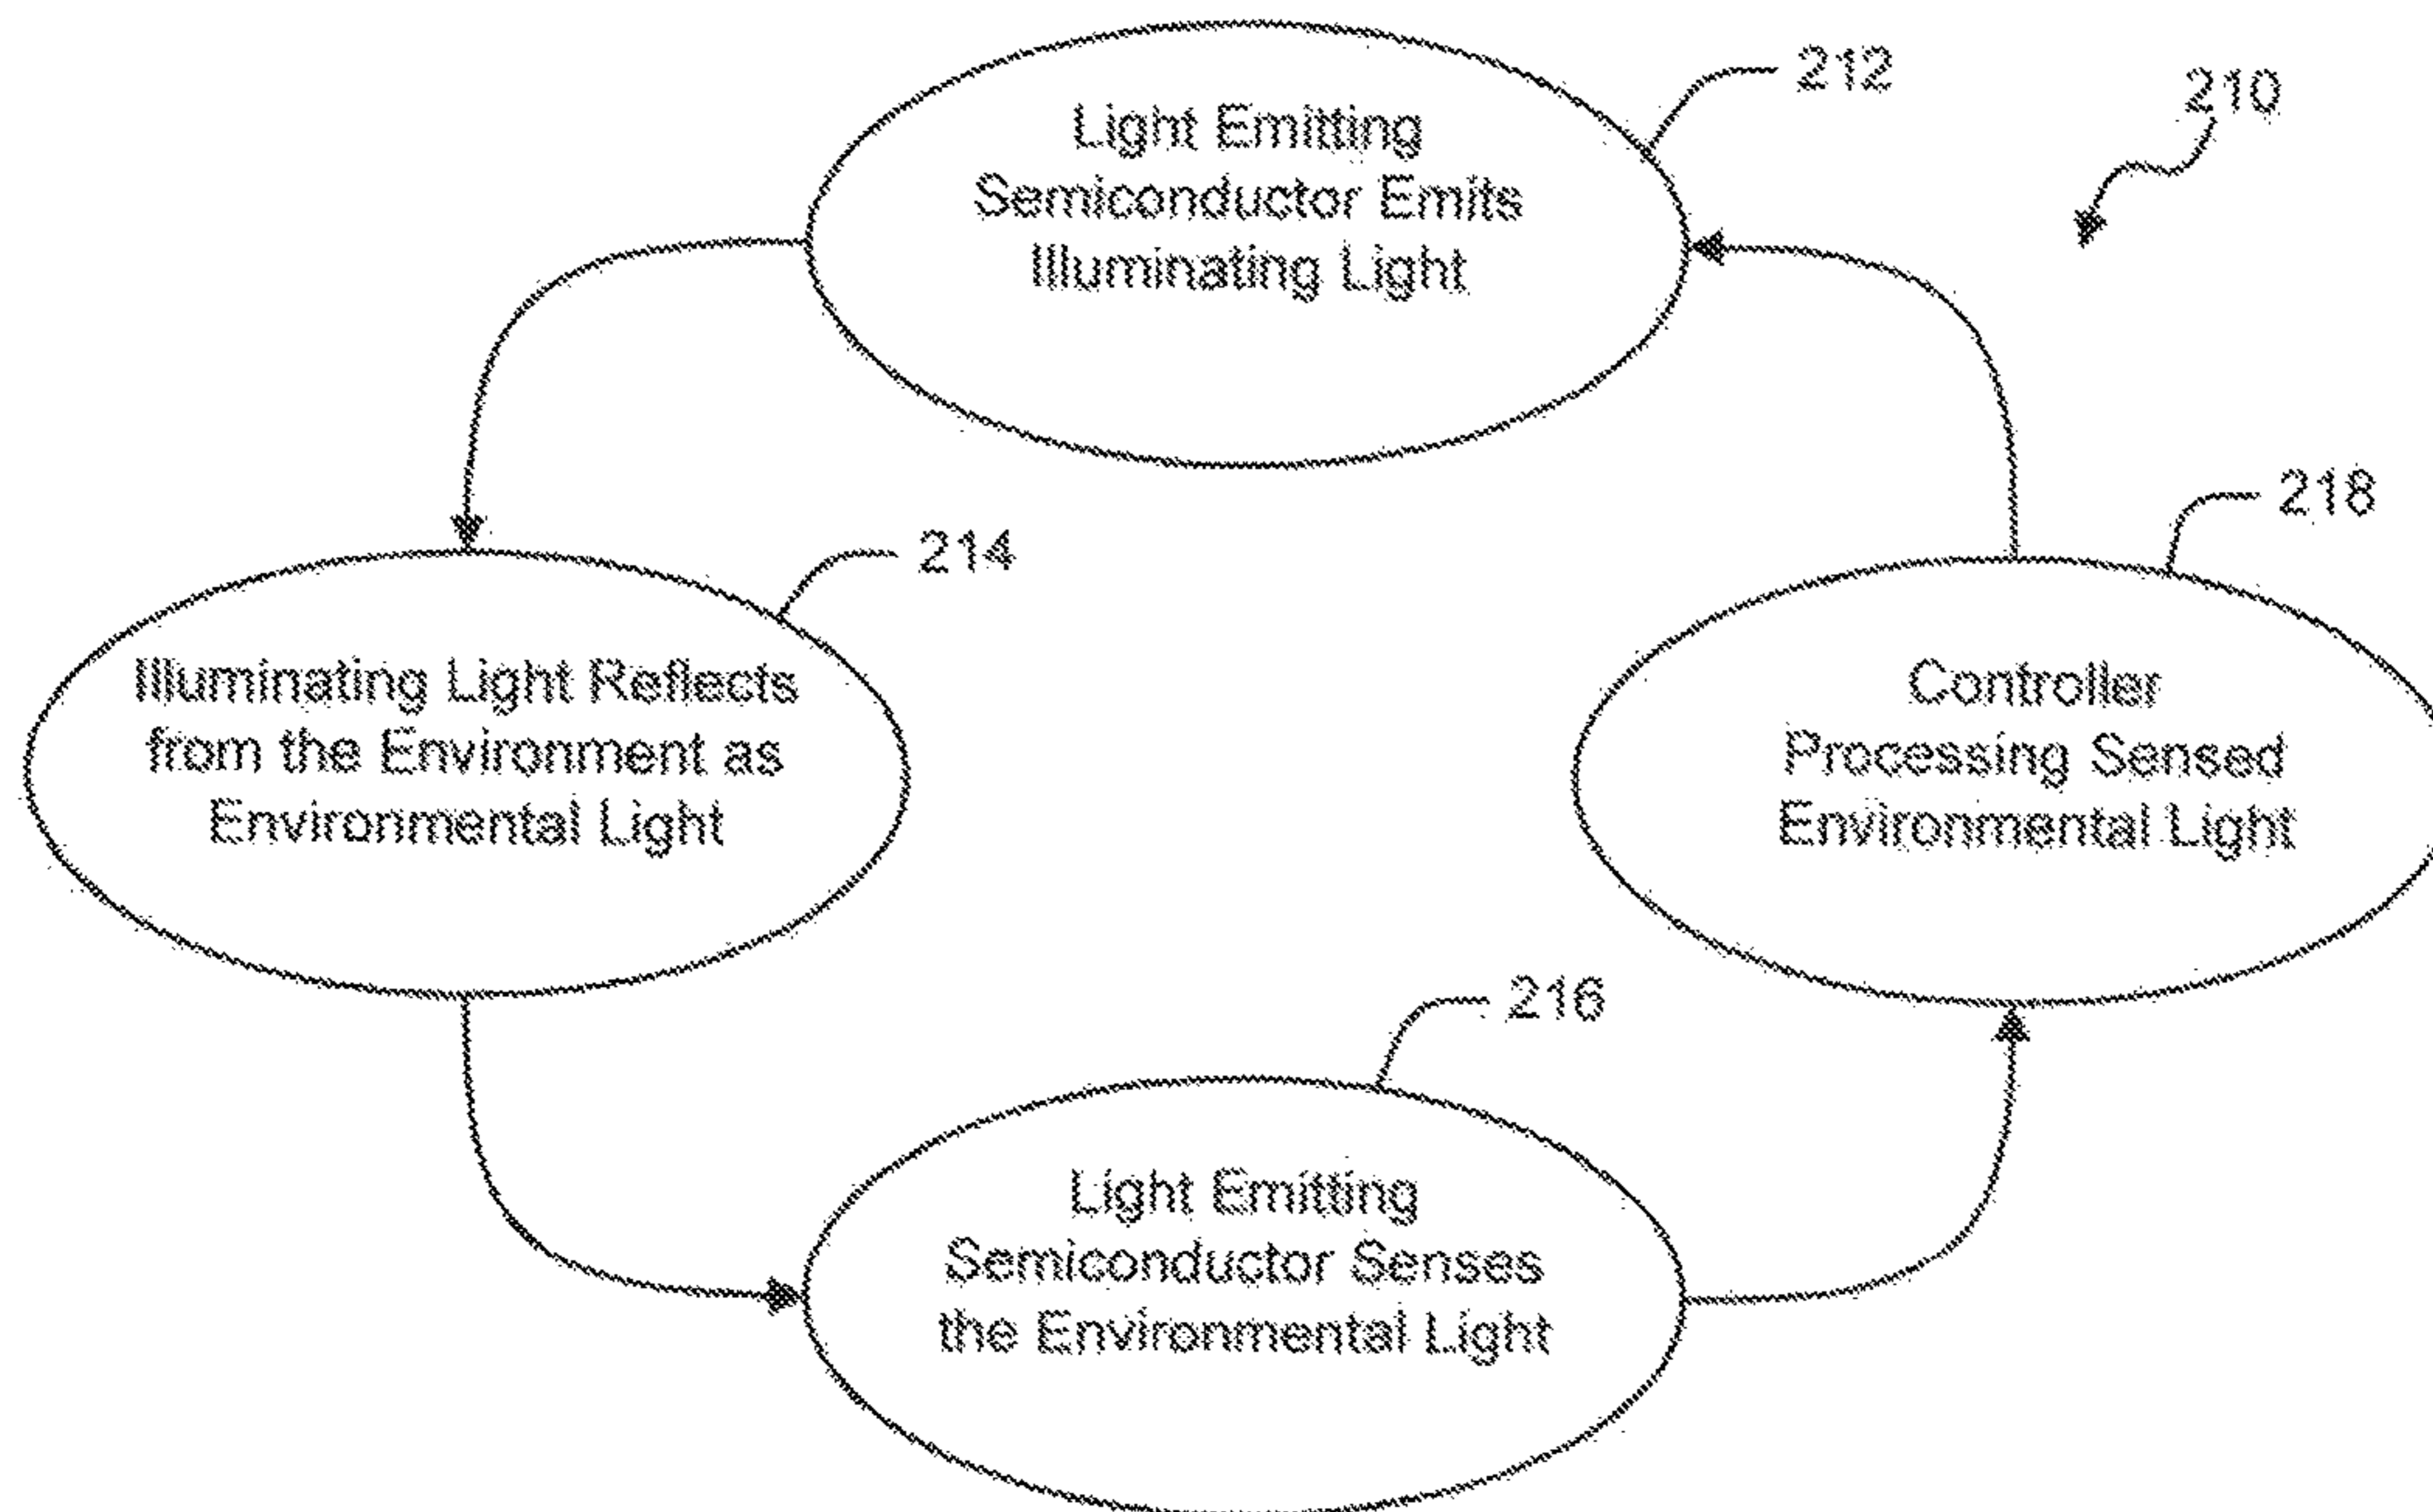 212
210
Light Emitting
Semiconductor Emits
Illuminating Light
218
214
Illuminating Light Reflects
from the Environment as
Environmental Light
Controller
Processing Sensed
Environmental Light
216
Light Emitting
Semiconductor Senses
the Environmental Light